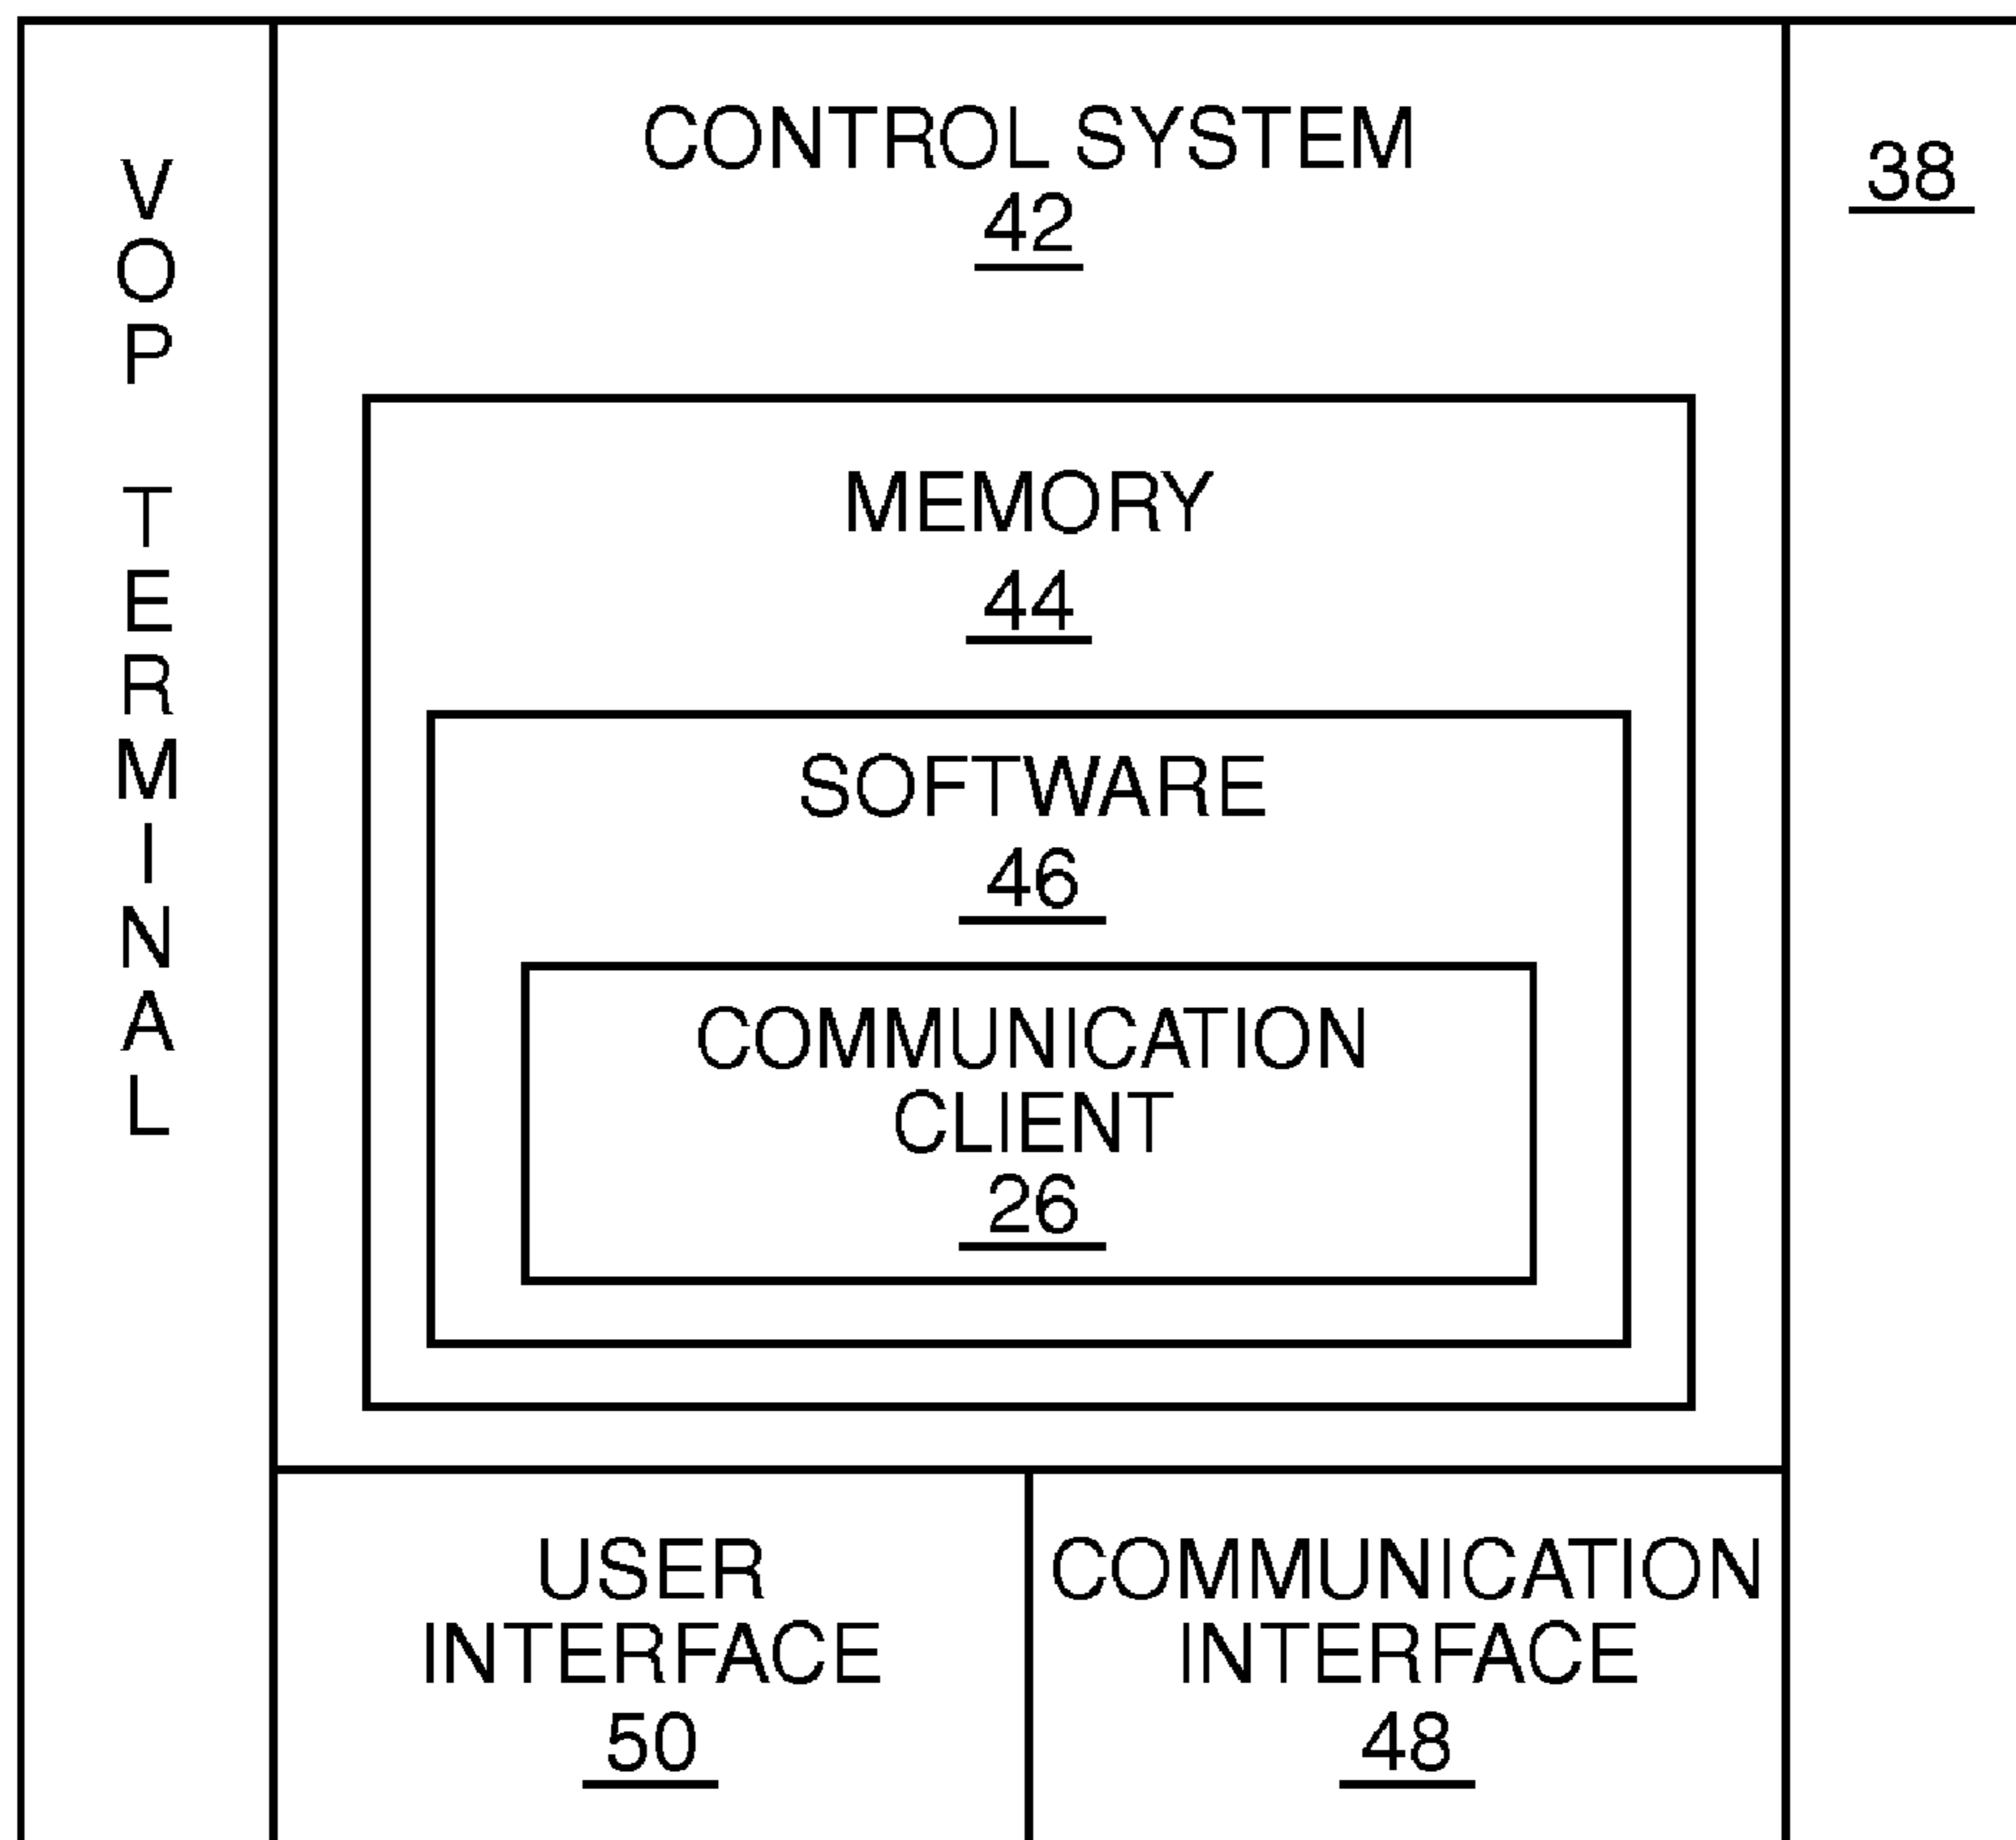 VOP TERMINAL
CONTROL SYSTEM
42
38
MEMORY
44
SOFTWARE
46
COMMUNICATION
CLIENT
26
USER
INTERFACE
50
COMMUNICATION
INTERFACE
48